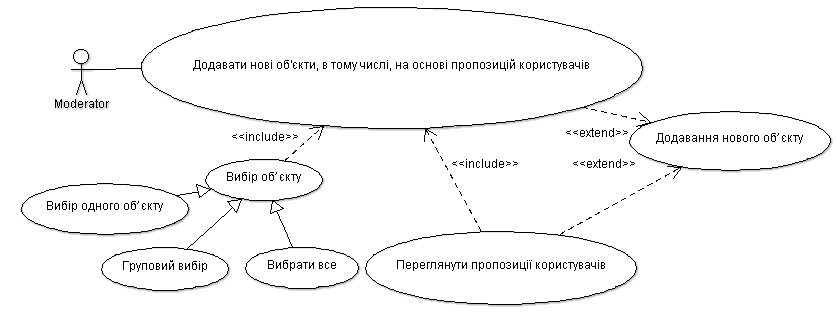 Додавати нові об'єкти, в тому числі, на основі пропозицій користувачів
Moderator
<<include>>
<<extend>>
Додавання нового об'єкту
<<include>>
<<extend>>
Вибір об'єкту
Вибір одного об'єкту
Груповий вибір
Вибрати все
Переглянути пропозиції користувачів